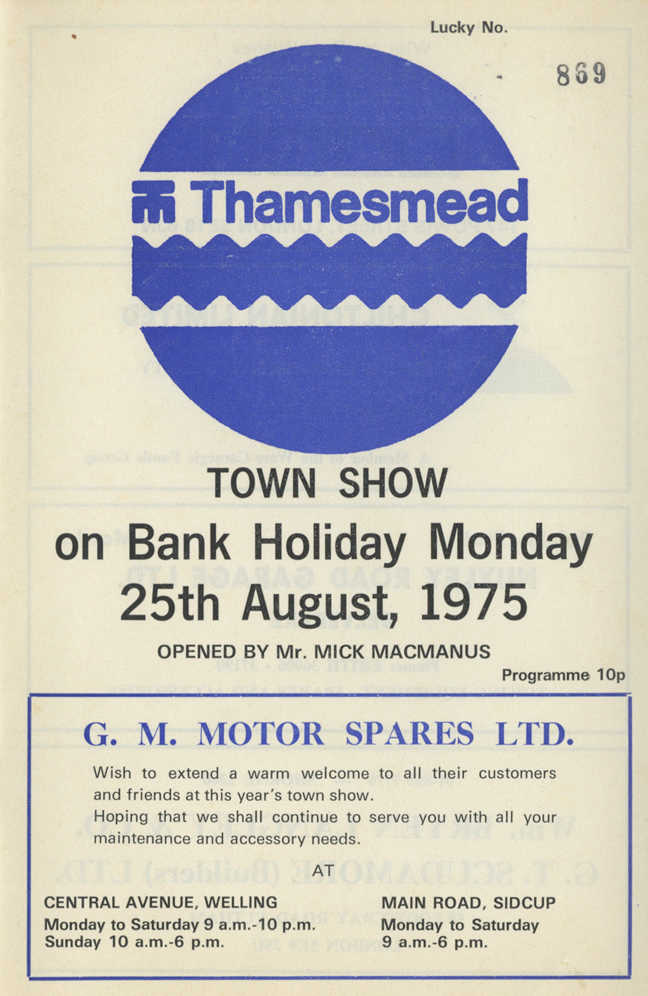 Lucky No.
869
Thamesmead
TOWN SHOW
on Bank Holiday Monday
25th August, 1975
OPENED BY Mr. MICK MACMANUS
Programme 10p
G. M. MOTOR SPARES LTD.
Wish to extend a warm welcome to all their customers
and friends at this year's town show.
Hoping that we shall continue to serve you with all your
maintenance and accessory needs.
AT
CENTRAL AVENUE, WELLING
Monday to Saturday 9 a.m.-10 p.m.
Sunday 10 a.m.-6 p.m.
MAIN ROAD, SIDCUP
Monday to Saturday
9 a.m.-6 p.m.